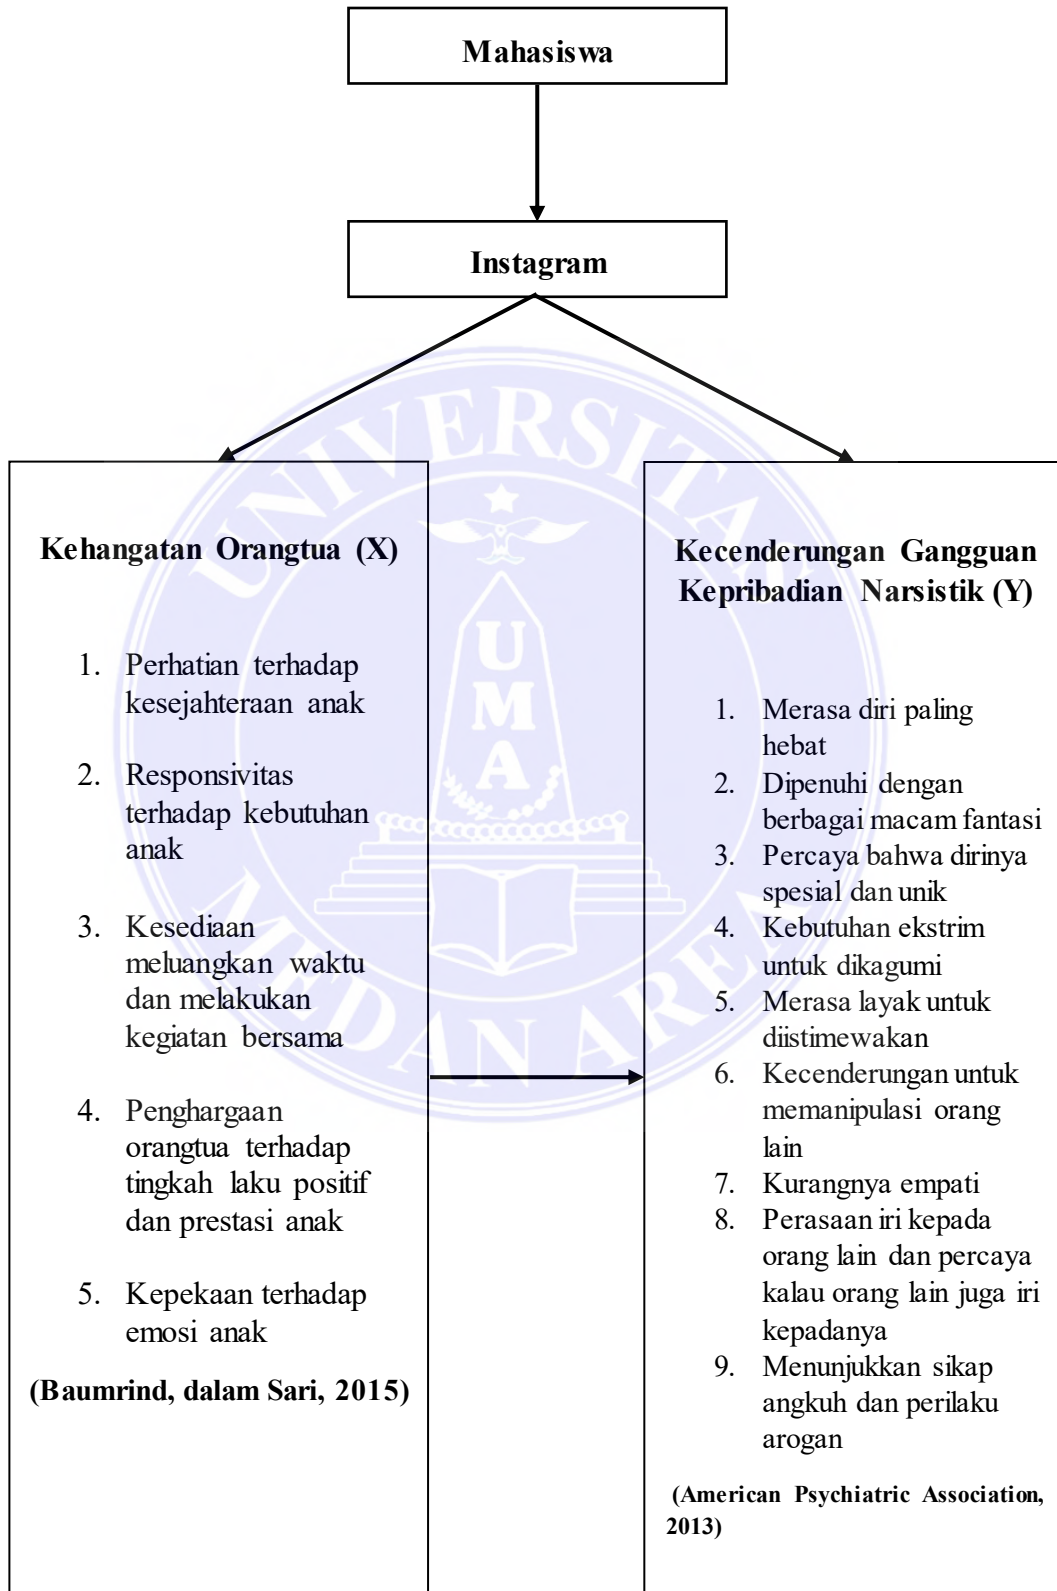 Mahasiswa
Instagram
UNIVERSITAS
MEDAN AREA
UMA
Kehangatan Orangtua (X)
1. Perhatian terhadap
kesejahteraan anak
2. Responsivitas
terhadap kebutuhan
anak
3. Kesediaan
meluangkan waktu
dan melakukan
kegiatan bersama
4. Penghargaan
orangtua terhadap
tingkah laku positif
dan prestasi anak
5. Kepekaan terhadap
emosi anak
(Baumrind, dalam Sari, 2015)
Kecenderungan Gangguan
Kepribadian Narsistik (Y)
1. Merasa diri paling
hebat
2. Dipenuhi dengan
berbagai macam fantasi
3. Percaya bahwa dirinya
spesial dan unik
4. Kebutuhan ekstrim
untuk dikagumi
5. Merasa layak untuk
diistimewakan
6. Kecenderungan untuk
memanipulasi orang
lain
7. Kurangnya empati
8. Perasaan iri kepada
orang lain dan percaya
kalau orang lain juga iri
kepadanya
9. Menunjukkan sikap
angkuh dan perilaku
arogan
(American Psychiatric Association,
2013)